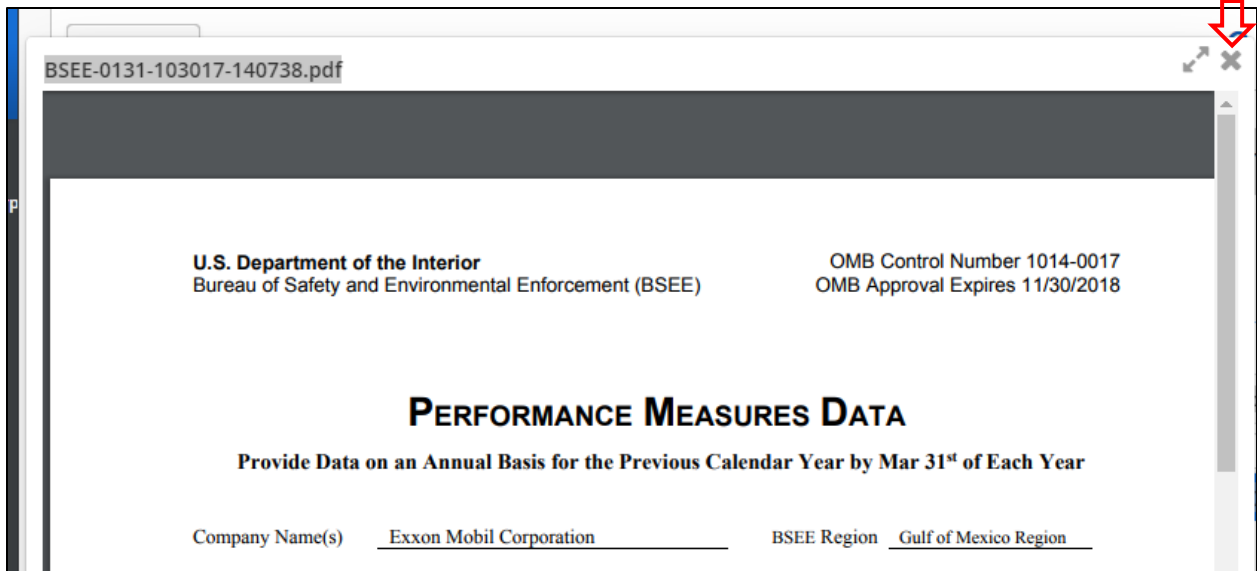 BSEE-0131-103017-140738.pdf
p
U.S. Department of the Interior
Bureau of Safety and Environmental Enforcement (BSEE)
OMB Control Number 1014-0017
OMB Approval Expires 11/30/2018
PERFORMANCE MEASURES DATA
Provide Data on an Annual Basis for the Previous Calendar Year by Mar 31st of Each Year
Company Name(s) Exxon Mobil Corporation BSEE Region Gulf of Mexico Region